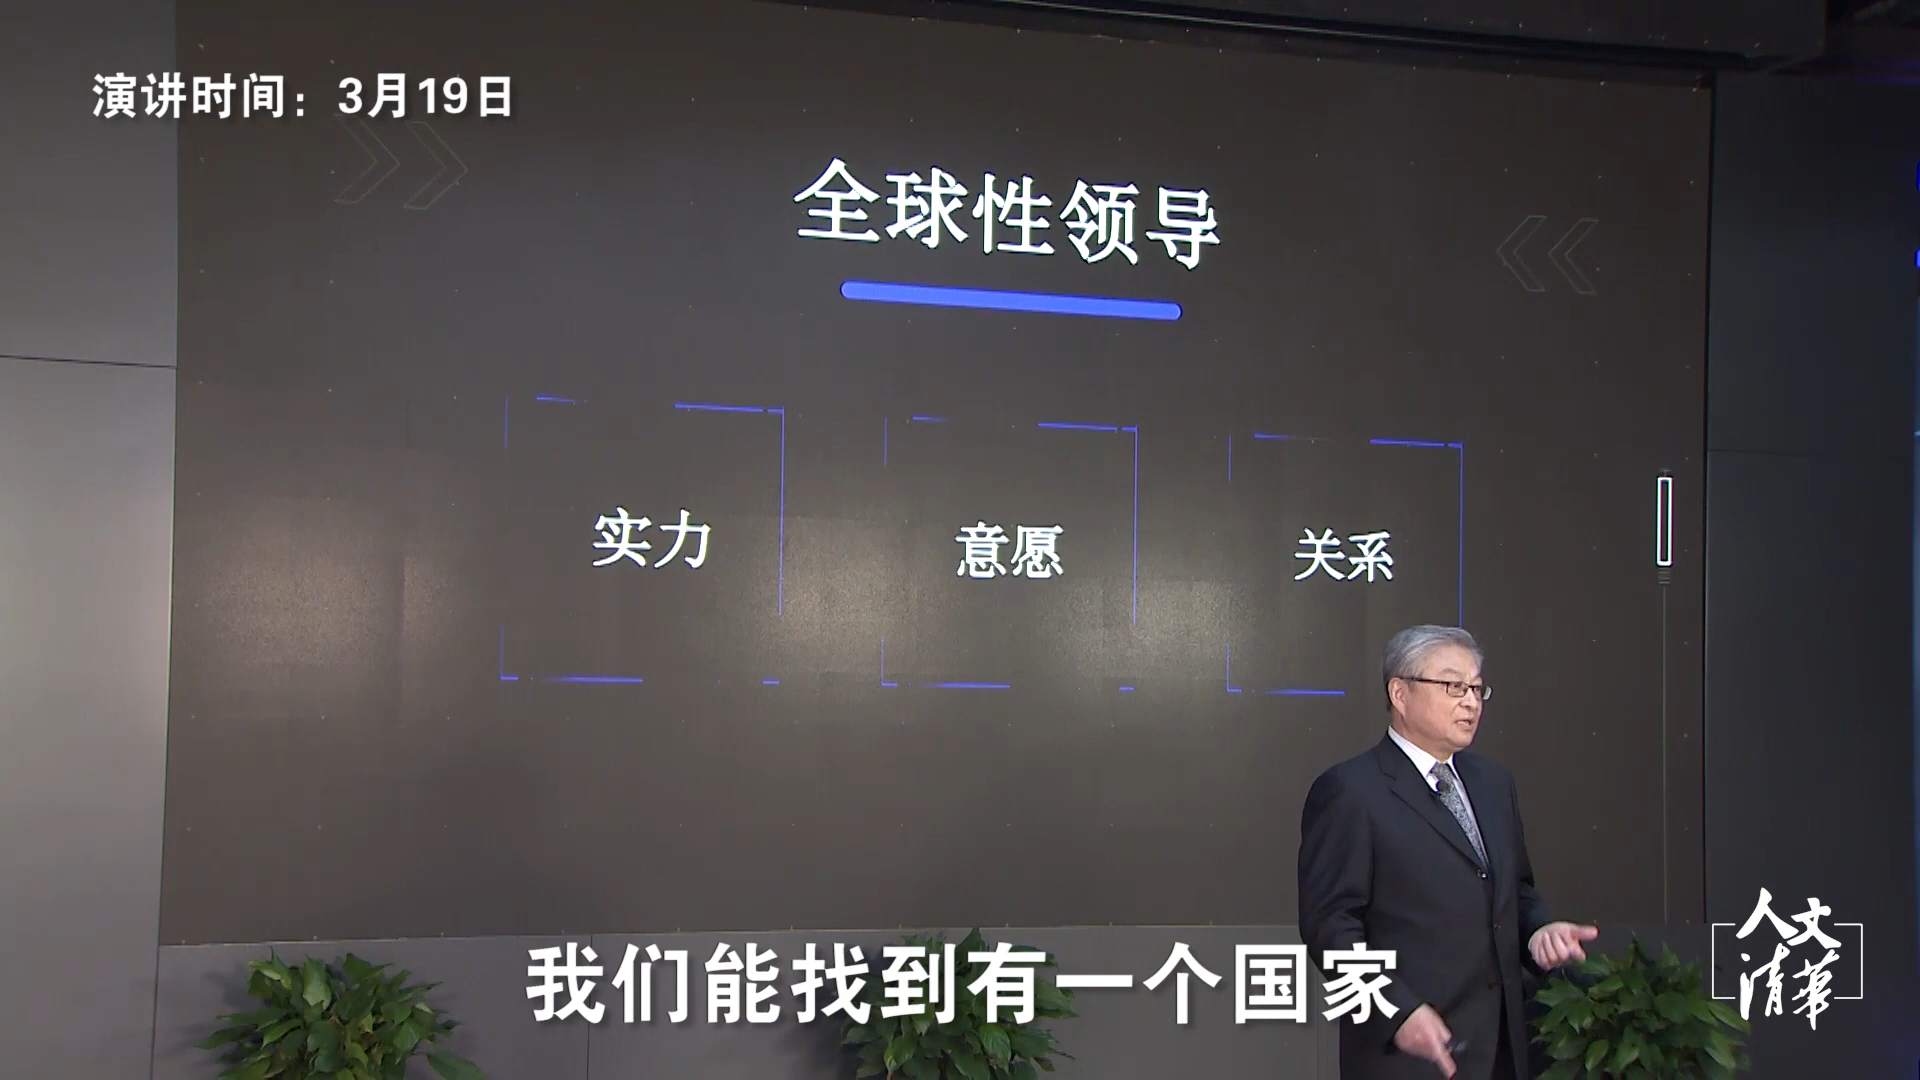 演讲时间：3月19日
全球性领导
实力
意愿
关系
人文
清華
我们能找到有一个国家